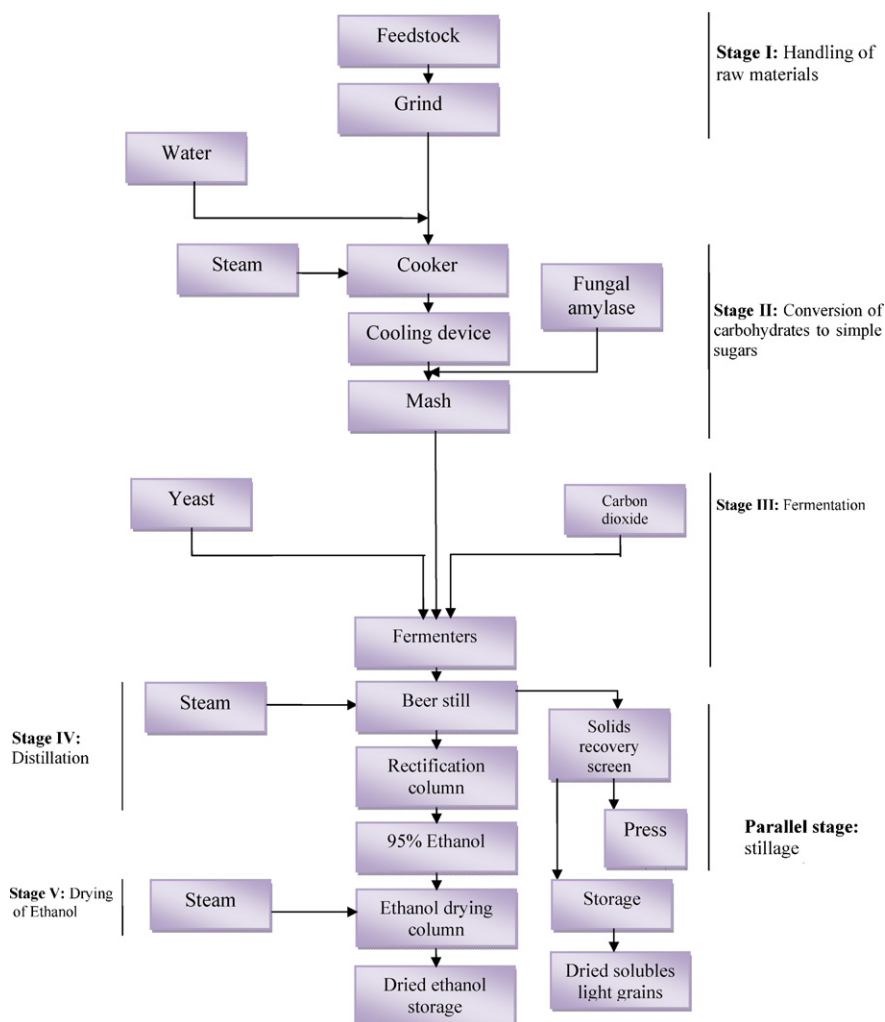 Feedstock
Grind
Stage I: Handling of
raw materials
Water
Steam
Cooker
Fungal
amylase
Cooling device
Mash
Stage II: Conversion of
carbohydrates to simple
sugars
Yeast
Carbon
dioxide
Stage III: Fermentation
Fermenters
Steam
Beer still
Stage IV:
Distillation
Rectification
column
Solids
recovery
screen
95% Ethanol
Press
Parallel stage:
stillage
Stage V: Drying
of Ethanol
Steam
Ethanol drying
column
Storage
Dried ethanol
storage
Dried solubles
light grains